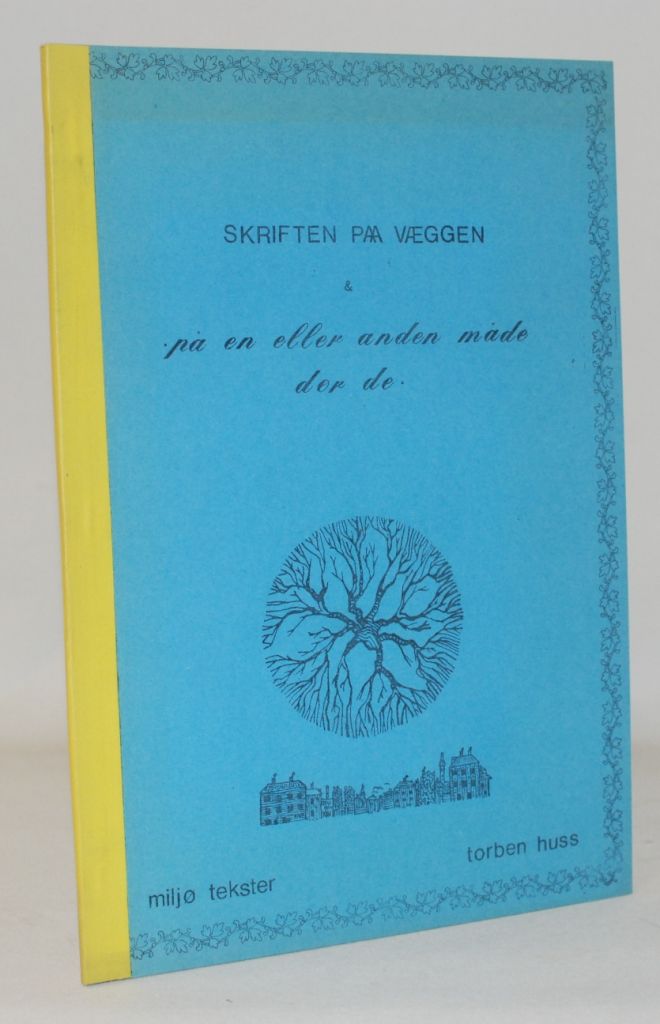 SKRIFTEN PAA VÆGGEN
&
·på en eller anden måde
dør de·
miljø tekster
torben huss